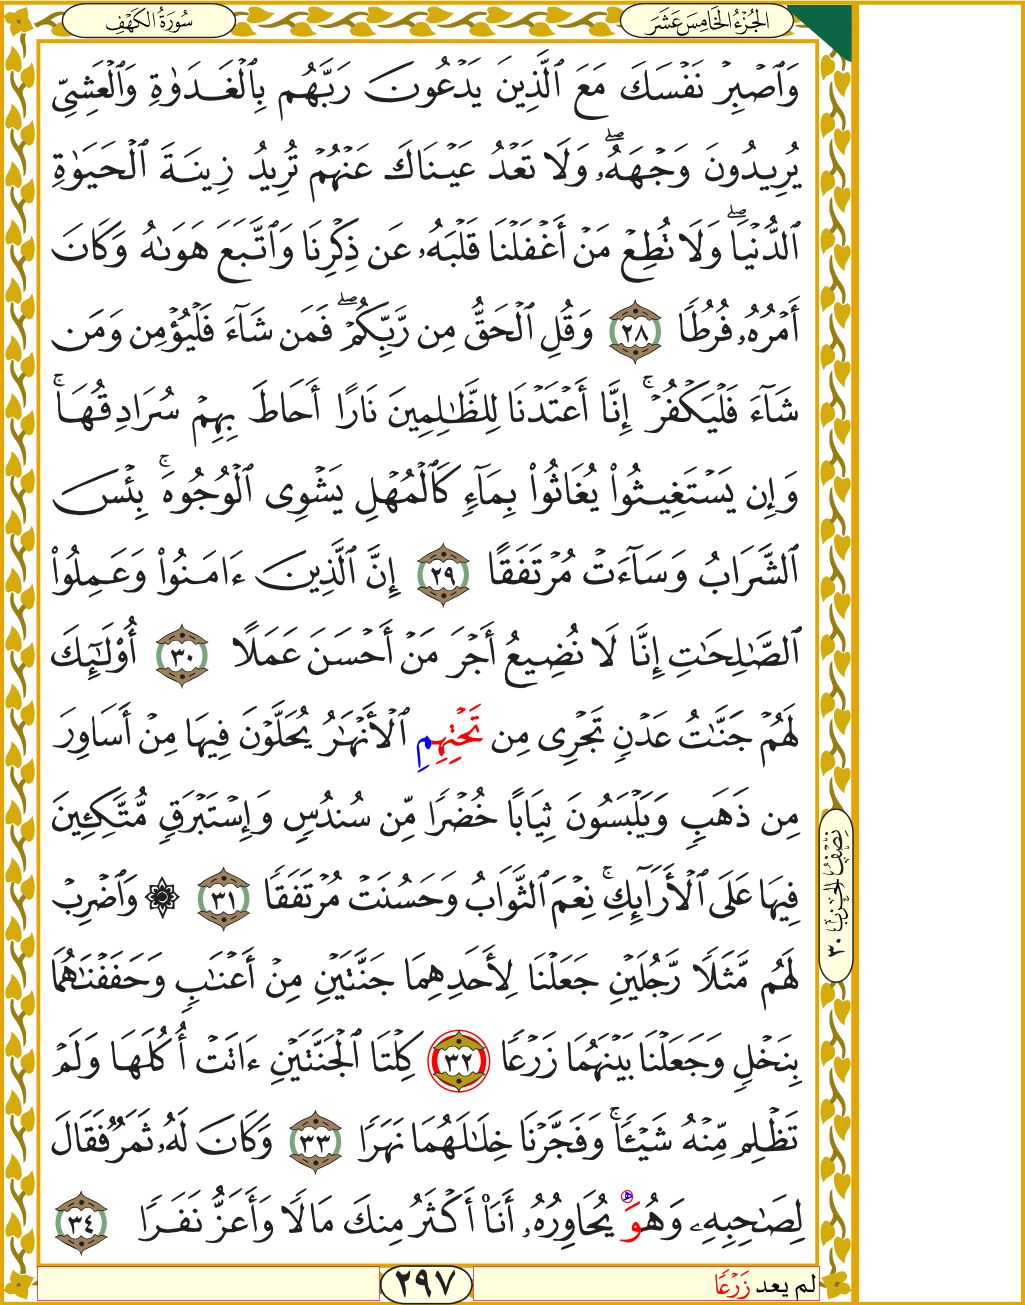 الجُزْءُ الخَامِسَ عَشَرَ
سُورَةُ الكَهْفِ
وَٱصْبِرْ نَفْسَكَ مَعَ ٱلَّذِينَ يَدْعُونَ رَبَّهُم بِٱلْغَدَوٰةِ وَٱلْعَشِىِّ
يُرِيدُونَ وَجْهَهُۥۖ وَلَا تَعْدُ عَيْنَاكَ عَنْهُمْ تُرِيدُ زِينَةَ ٱلْحَيَوٰةِ
ٱلدُّنْيَاۖ وَلَا تُطِعْ مَنْ أَغْفَلْنَا قَلْبَهُۥ عَن ذِكْرِنَا وَٱتَّبَعَ هَوَىٰهُ وَكَانَ
أَمْرُهُۥ فُرُطًا ٢٨ وَقُلِ ٱلْحَقُّ مِن رَّبِّكُمْۖ فَمَن شَآءَ فَلْيُؤْمِن وَمَن
شَآءَ فَلْيَكْفُرْۚ إِنَّآ أَعْتَدْنَا لِلظَّٰلِمِينَ نَارًا أَحَاطَ بِهِمْ سُرَادِقُهَاۚ
وَإِن يَسْتَغِيثُوا۟ يُغَاثُوا۟ بِمَآءٍ كَٱلْمُهْلِ يَشْوِى ٱلْوُجُوهَۚ بِئْسَ
ٱلشَّرَابُ وَسَآءَتْ مُرْتَفَقًا ٢٩ إِنَّ ٱلَّذِينَ ءَامَنُوا۟ وَعَمِلُوا۟
ٱلصَّٰلِحَٰتِ إِنَّا لَا نُضِيعُ أَجْرَ مَنْ أَحْسَنَ عَمَلًا ٣٠ أُو۟لَٰٓئِكَ
لَهُمْ جَنَّٰتُ عَدْنٍ تَجْرِى مِن تَحْتِهِمِ ٱلْأَنْهَٰرُ يُحَلَّوْنَ فِيهَا مِنْ أَسَاوِرَ
مِن ذَهَبٍ وَيَلْبَسُونَ ثِيَابًا خُضْرًا مِّن سُندُسٍ وَإِسْتَبْرَقٍ مُّتَّكِـِٔينَ
فِيهَا عَلَى ٱلْأَرَآئِكِۚ نِعْمَ ٱلثَّوَابُ وَحَسُنَتْ مُرْتَفَقًا ٣١ ۞ وَٱضْرِبْ
لَهُم مَّثَلًا رَّجُلَيْنِ جَعَلْنَا لِأَحَدِهِمَا جَنَّتَيْنِ مِنْ أَعْنَٰبٍ وَحَفَفْنَٰهُمَا
بِنَخْلٍ وَجَعَلْنَا بَيْنَهُمَا زَرْعًا ٣٢ كِلْتَا ٱلْجَنَّتَيْنِ ءَاتَتْ أُكُلَهَا وَلَمْ
تَظْلِم مِّنْهُ شَيْـًٔاۚ وَفَجَّرْنَا خِلَٰلَهُمَا نَهَرًا ٣٣ وَكَانَ لَهُۥ ثَمَرٌ فَقَالَ
لِصَٰحِبِهِۦ وَهُوَ يُحَاوِرُهُۥٓ أَنَا۠ أَكْثَرُ مِنكَ مَالًا وَأَعَزُّ نَفَرًا ٣٤
نِصْفُ الحِزْبِ ٣٠
لم يعد زَرْعًا
٢٩٧